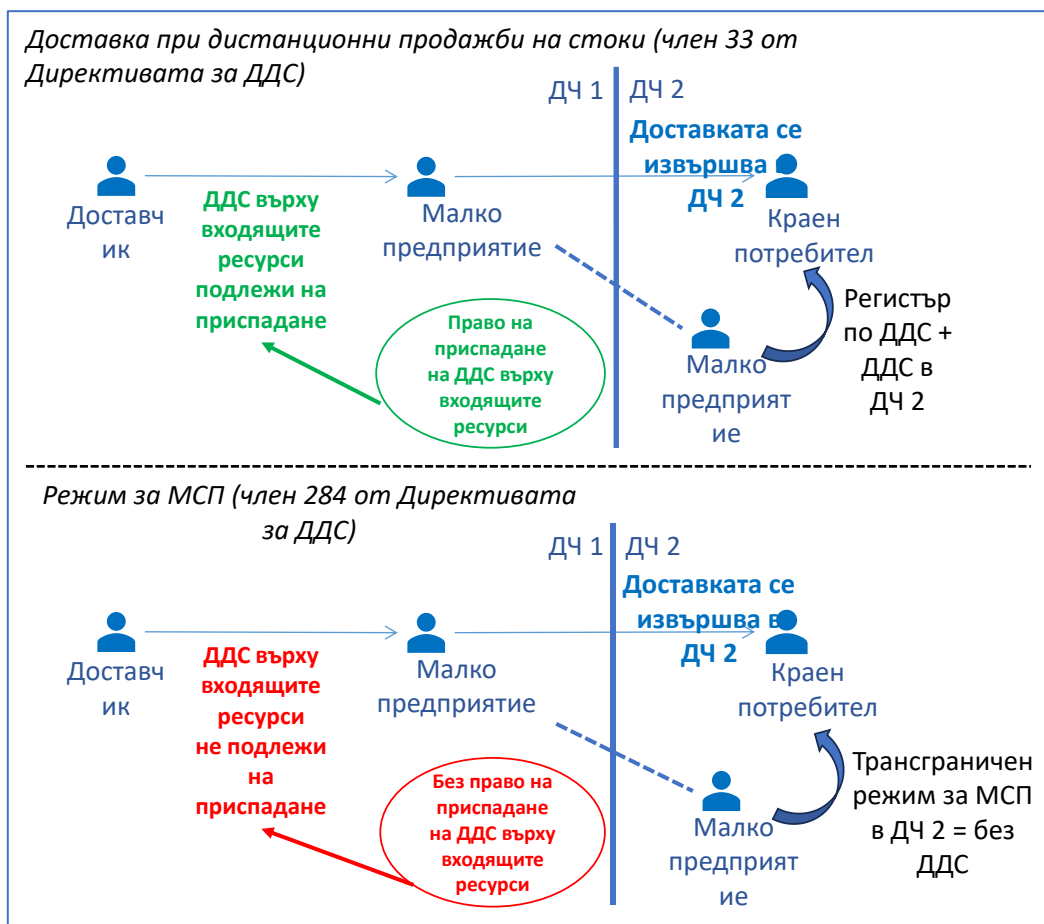 Доставка при дистанционни продажби на стоки (член 33 от
Директивата за ДДС)
ДЧ 1
ДЧ 2
Доставката се
извършва в
ДЧ 2
Доставч
ик
ДДС върху
входящите
ресурси
подлежи на
приспадане
Малко
предприятие
Краен
потребител
Право на
приспадане
на ДДС върху
входящите
ресурси
Малко
предприят
ие
Регистър
по ДДС +
ДДС в
ДЧ 2
Режим за МСП (член 284 от Директивата
за ДДС)
ДЧ 1
ДЧ 2
Доставката се
извършва в
ДЧ 2
Доставч
ик
ДДС върху
входящите
ресурси
не подлежи
на
приспадане
Малко
предприятие
Краен
потребител
Без право на
приспадане
на ДДС върху
входящите
ресурси
Малко
предприят
ие
Трансграничен
режим за МСП
в ДЧ 2 = без
ДДС